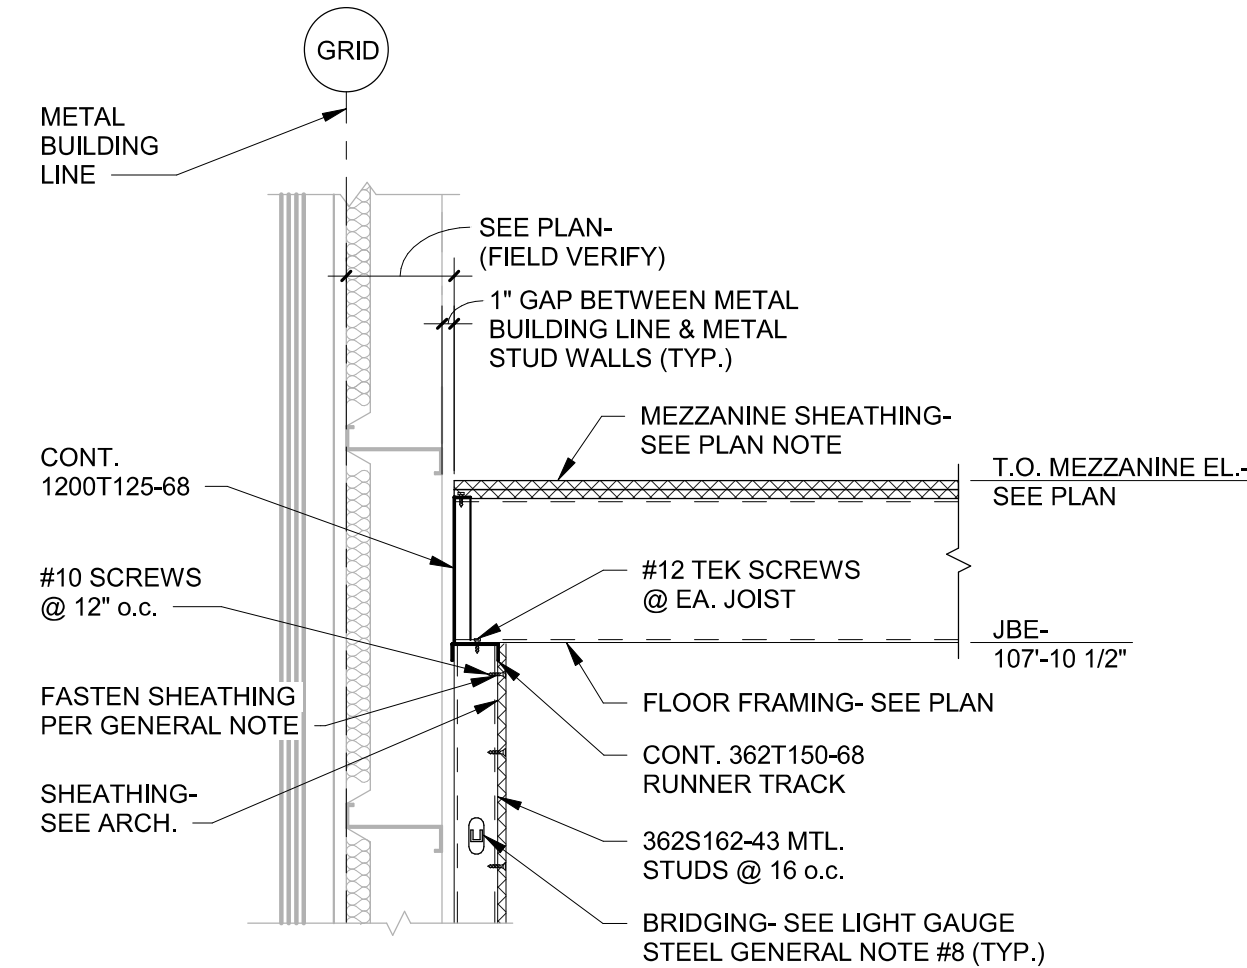 GRID
METAL
BUILDING
LINE
SEE PLAN-
(FIELD VERIFY)
1" GAP BETWEEN METAL
BUILDING LINE & METAL
STUD WALLS (TYP.)
MEZZANINE SHEATHING-
SEE PLAN NOTE
CONT.
1200T125-68
T.O. MEZZANINE EL.-
SEE PLAN
#10 SCREWS
@ 12" o.c.
#12 TEK SCREWS
@ EA. JOIST
JBE-
107'-10 1/2"
FASTEN SHEATHING
PER GENERAL NOTE
FLOOR FRAMING- SEE PLAN
CONT. 362T150-68
RUNNER TRACK
SHEATHING-
SEE ARCH.
362S162-43 MTL.
STUDS @ 16 o.c.
BRIDGING- SEE LIGHT GAUGE
STEEL GENERAL NOTE #8 (TYP.)